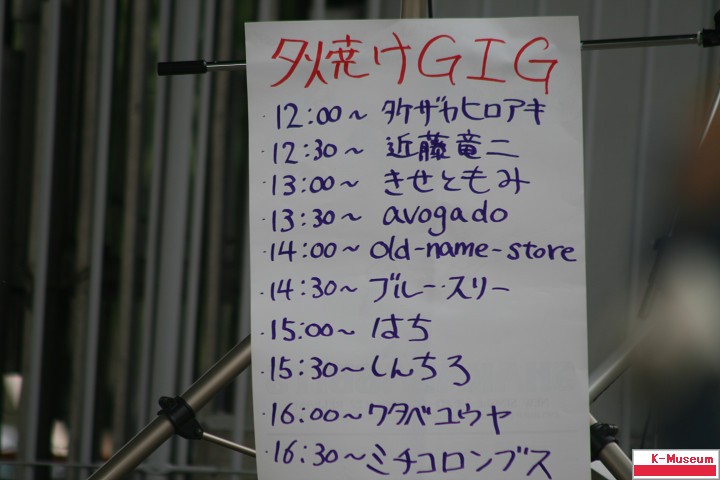 夕焼けGIG
・12:00~ タケザワヒロアキ
・12:30~ 近藤竜二
・13:00~ きせともみ
・13:30~ avogado
・14:00~ old-name-store
・14:30~ ブルー・スリー
・15:00~ はち
・15:30~ しんちろ
・16:00~ ワタベユウヤ
・16:30~ ミチコロンブス
K-Museum